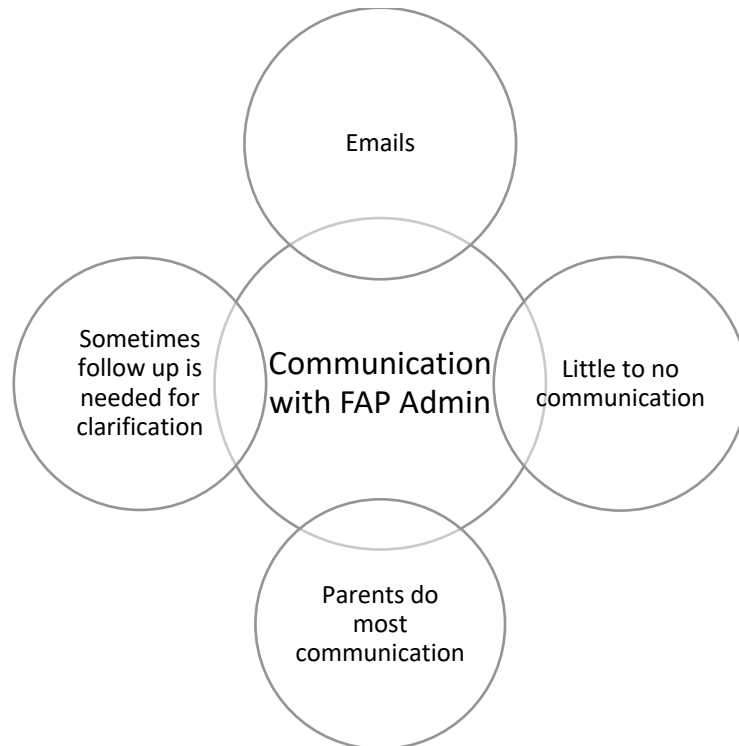 Emails
Sometimes
follow up is
needed for
clarification
Communication
with FAP Admin
Little to no
communication
Parents do
most
communication